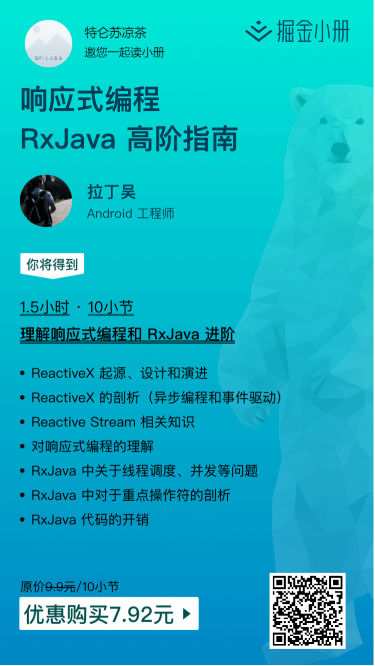 特仑苏凉茶
邀您一起读小册
掘金小册
响应式编程
RxJava 高阶指南
拉丁吴
Android 工程师
你将得到
1.5小时 · 10小节
理解响应式编程和 RxJava 进阶
• ReactiveX 起源、设计和演进
• ReactiveX 的剖析（异步编程和事件驱动）
• Reactive Stream 相关知识
• 对响应式编程的理解
• RxJava 中关于线程调度、并发等问题
• RxJava 中对于重点操作符的剖析
• RxJava 代码的开销
原价9.9元/10小节
优惠购买7.92元